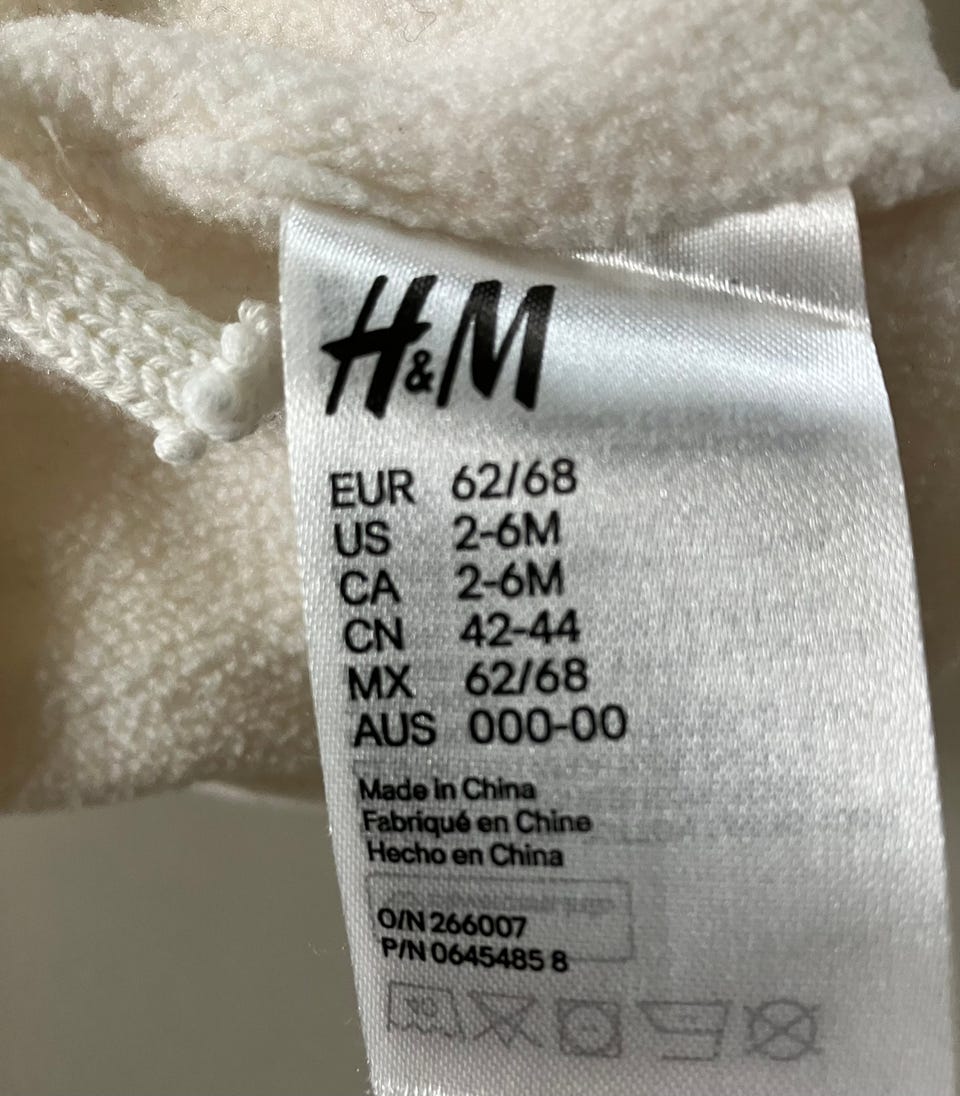 H&M
EUR 62/68
US 2-6M
CA 2-6M
CN 42-44
MX 62/68
AUS 000-00
Made in China
Fabriqué en Chine
Hecho en China
O/N 266007
P/N 0645485 8